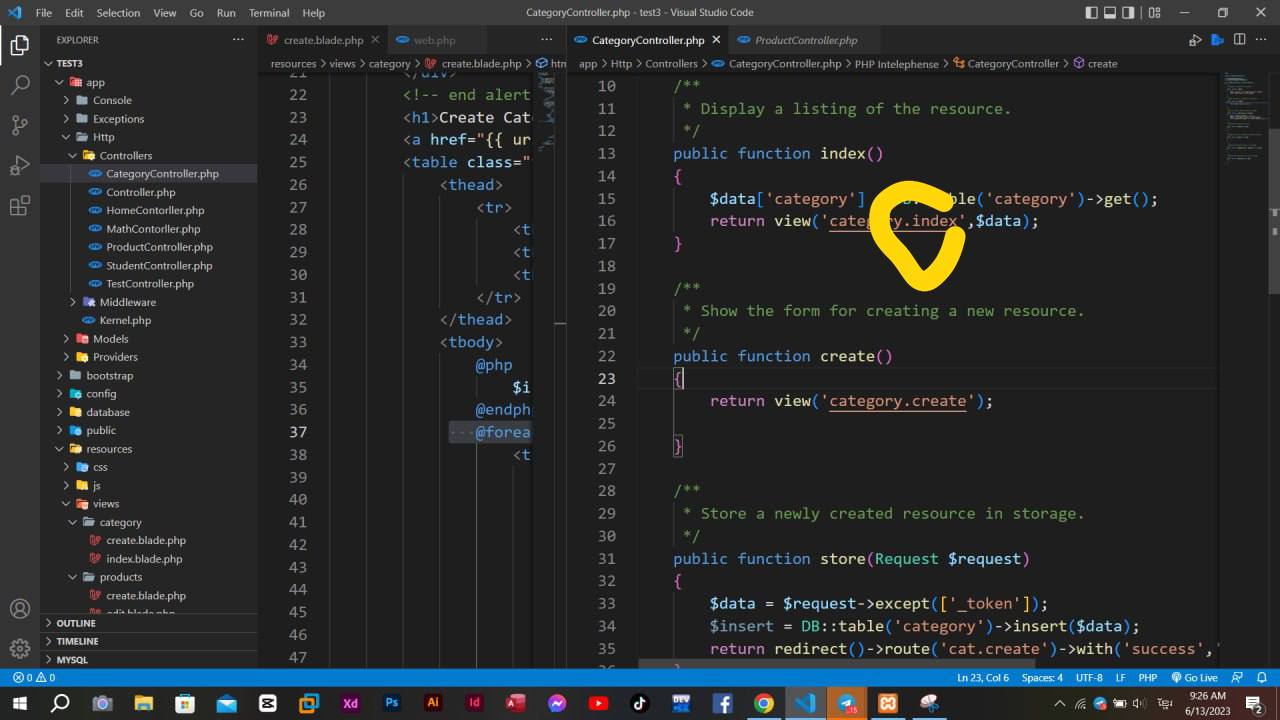 File Edit Selection View Go Run Terminal Help
CategoryController.php - test3 - Visual Studio Code
EXPLORER
TEST3
app
Console
Exceptions
Http
Controllers
CategoryController.php
Controller.php
HomeContorller.php
MathContorller.php
ProductController.php
StudentController.php
TestController.php
Middleware
Kernel.php
Models
Providers
bootstrap
config
database
public
resources
css
js
views
category
create.blade.php
index.blade.php
products
create.blade.php
edit.blade.php
OUTLINE
TIMELINE
MYSQL
create.blade.php
web.php
resources > views > category > create.blade.php > htn
21 </div>
22 <!-- end alert
23 <h1>Create Cat
24 <a href="{{ ur
25 <table class="
26 <thead>
27 <tr>
28 <t
29 <t
30 <t
31 </tr>
32 </thead>
33 <tbody>
34 @php
35 $i
36 @endph
37 @forea
38 <t
39
40
41
42
43
44
45
46
47
CategoryController.php
ProductController.php
app > Http > Controllers > CategoryController.php > PHP Intelephense > CategoryController > create
10 /**
11 * Display a listing of the resource.
12 */
13 public function index()
14 {
15 $data['category'] ble('category')->get();
16 return view('category.index',$data);
17 }
18
19 /**
20 * Show the form for creating a new resource.
21 */
22 public function create()
23 {
24 return view('category.create');
25
26 }
27
28 /**
29 * Store a newly created resource in storage.
30 */
31 public function store(Request $request)
32 {
33 $data = $request->except(['_token']);
34 $insert = DB::table('category')->insert($data);
35 return redirect()->route('cat.create')->with('success','
36 }
0 0
Ln 23, Col 6 Spaces: 4 UTF-8 LF PHP Go Live
Xd Ps Ai Id
15
9:26 AM
6/13/2023
2